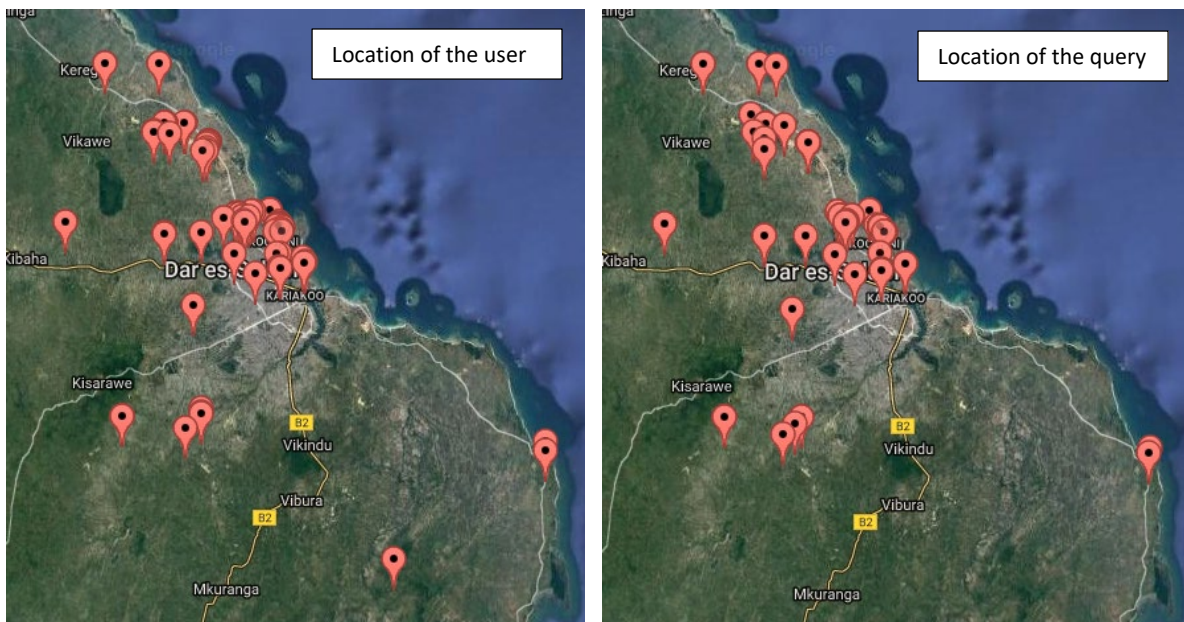 Location of the user
Kereg
Vikawe
Kibaha
Dar es
KARIAKOO
Kisarawe
B2
Vikindu
Vibura
B2
Mkuranga
Location of the query
Kereg
Vikawe
Kibaha
Dar es
KARIAKOO
Kisarawe
B2
Vikindu
Vibura
B2
Mkuranga